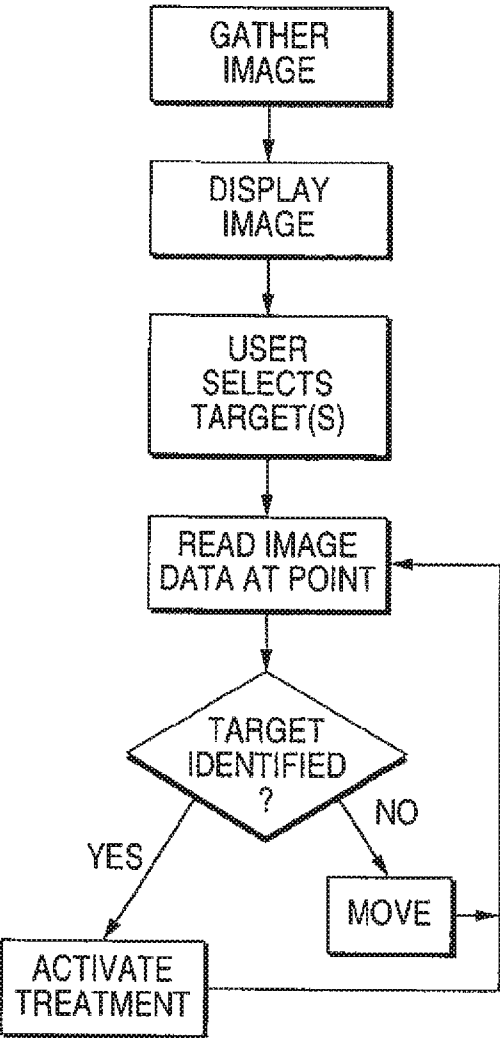 GATHER
IMAGE
DISPLAY
IMAGE
USER
SELECTS
TARGET(S)
READ IMAGE
DATA AT POINT
TARGET
IDENTIFIED
?
YES
NO
MOVE
ACTIVATE
TREATMENT